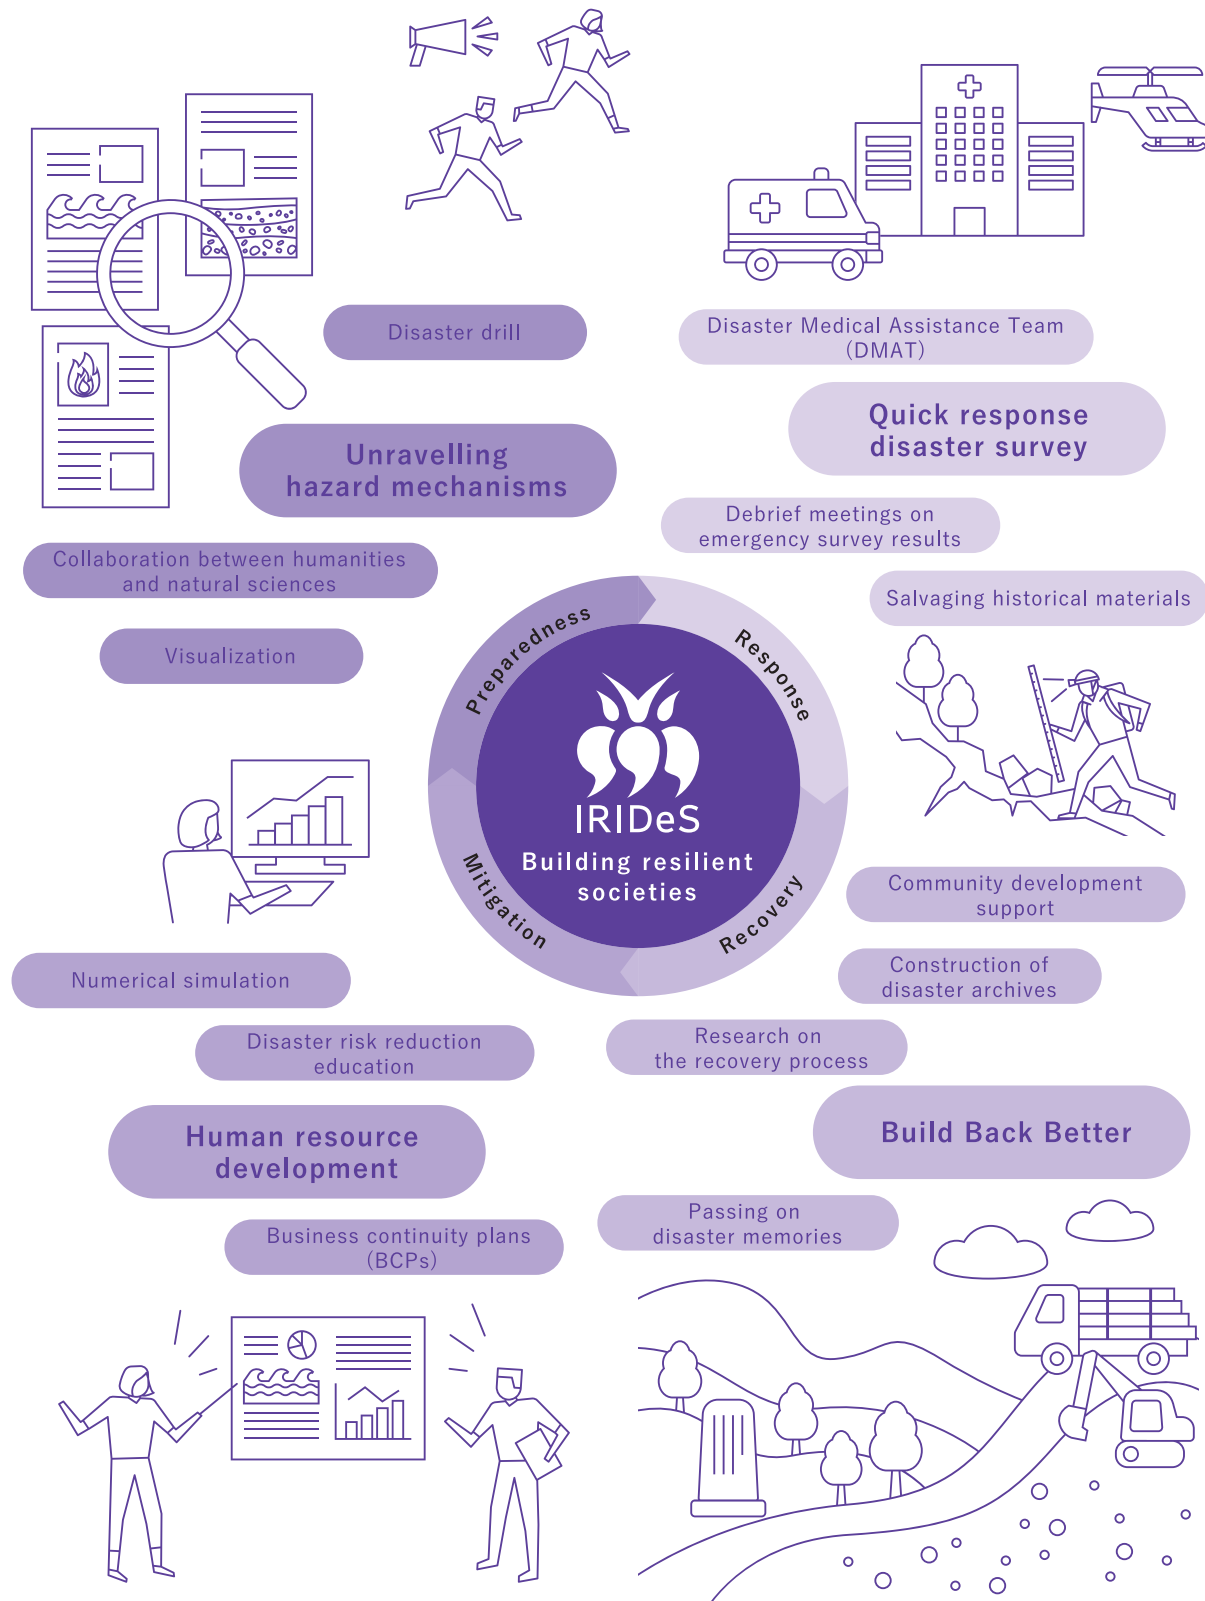 Disaster drill
Disaster Medical Assistance Team
(DMAT)
Quick response
disaster survey
Unravelling
hazard mechanisms
Debrief meetings on
emergency survey results
Collaboration between humanities
and natural sciences
Salvaging historical materials
Visualization
Preparedness
Response
IRIDeS
Building resilient
societies
Mitigation
Recovery
Community development
support
Numerical simulation
Construction of
disaster archives
Disaster risk reduction
education
Research on
the recovery process
Human resource
development
Build Back Better
Business continuity plans
(BCPs)
Passing on
disaster memories